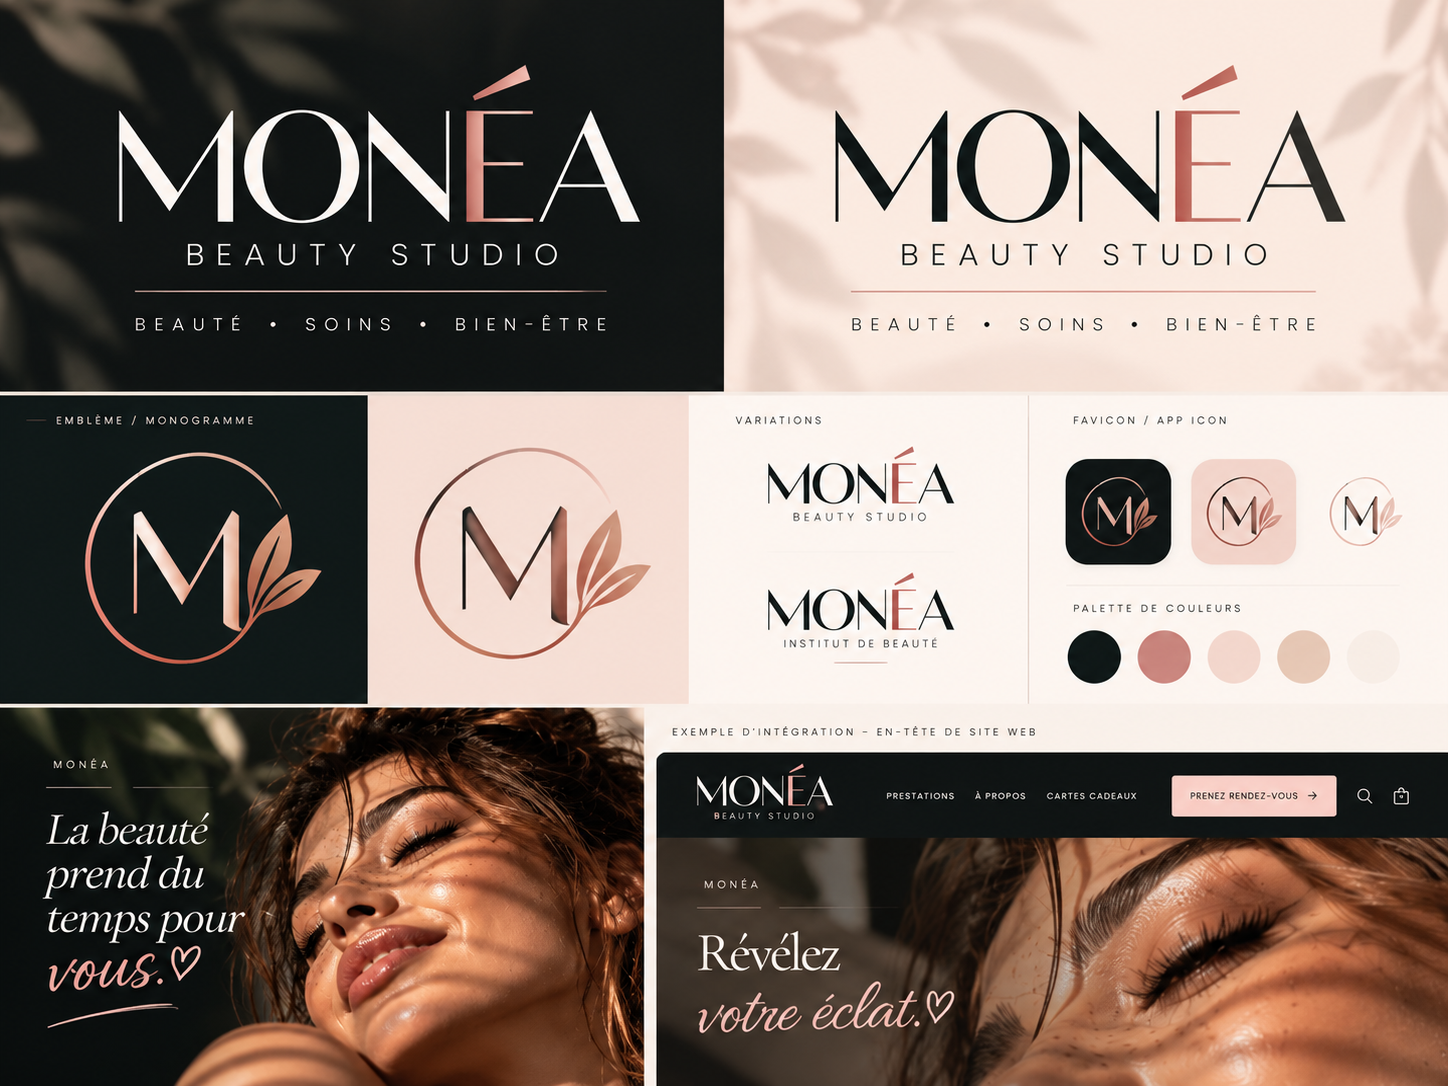 MONÉA
BEAUTY STUDIO
BEAUTÉ • SOINS • BIEN-ÊTRE
MONÉA
BEAUTY STUDIO
BEAUTÉ • SOINS • BIEN-ÊTRE
EMBLÈME / MONOGRAMME
M
M
VARIATIONS
MONÉA
BEAUTY STUDIO
MONÉA
INSTITUT DE BEAUTÉ
FAVICON / APP ICON
M
M
M
PALETTE DE COULEURS
MONÉA
La beauté
prend du
temps pour
vous.♡
EXEMPLE D'INTÉGRATION – EN-TÊTE DE SITE WEB
MONÉA
BEAUTY STUDIO
PRESTATIONS À PROPOS CARTES CADEAUX PRENEZ RENDEZ-VOUS →
MONÉA
Révélez
votre éclat.♡